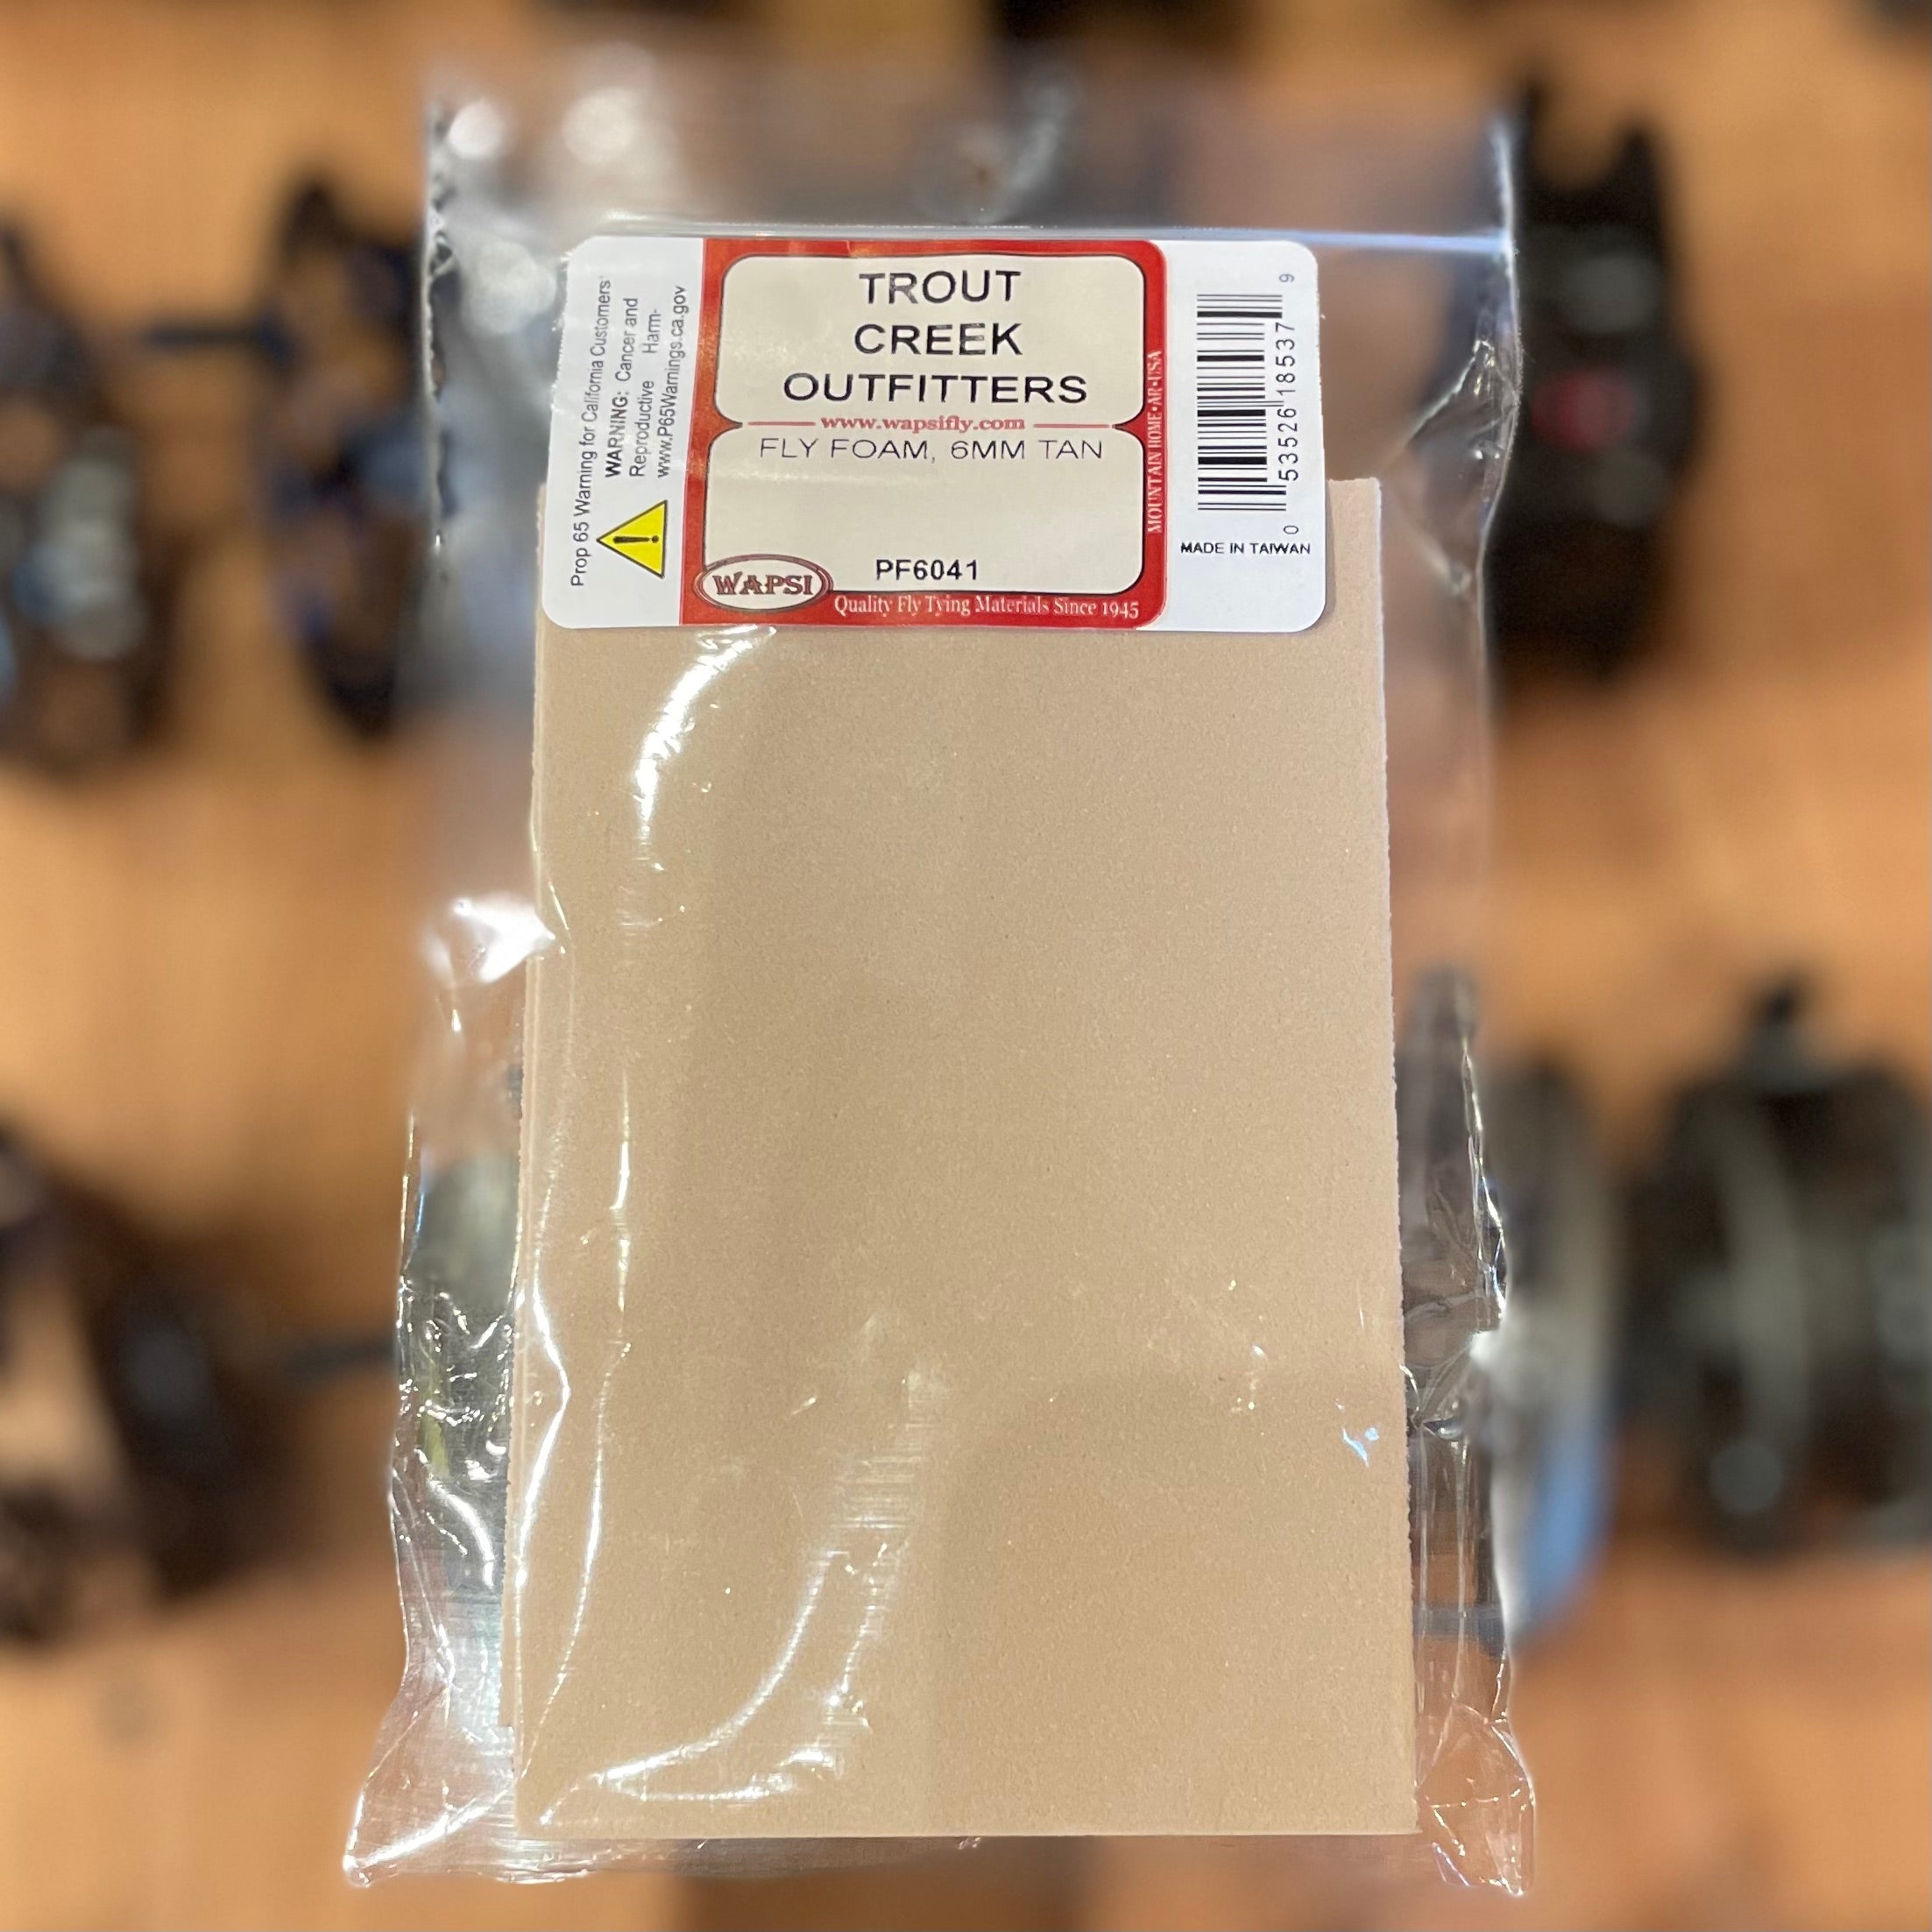 Prop 65 Warning for California Customers
WARNING: Cancer and
Reproductive Harm-
www.P65Warnings.ca.gov
TROUT
CREEK
OUTFITTERS
www.wapsifly.com
FLY FOAM, 6MM TAN
PF6041
WAPSI
Quality Fly Tying Materials Since 1945
MOUNTAIN HOME•AR•USA
0 53526 18537 9
MADE IN TAIWAN